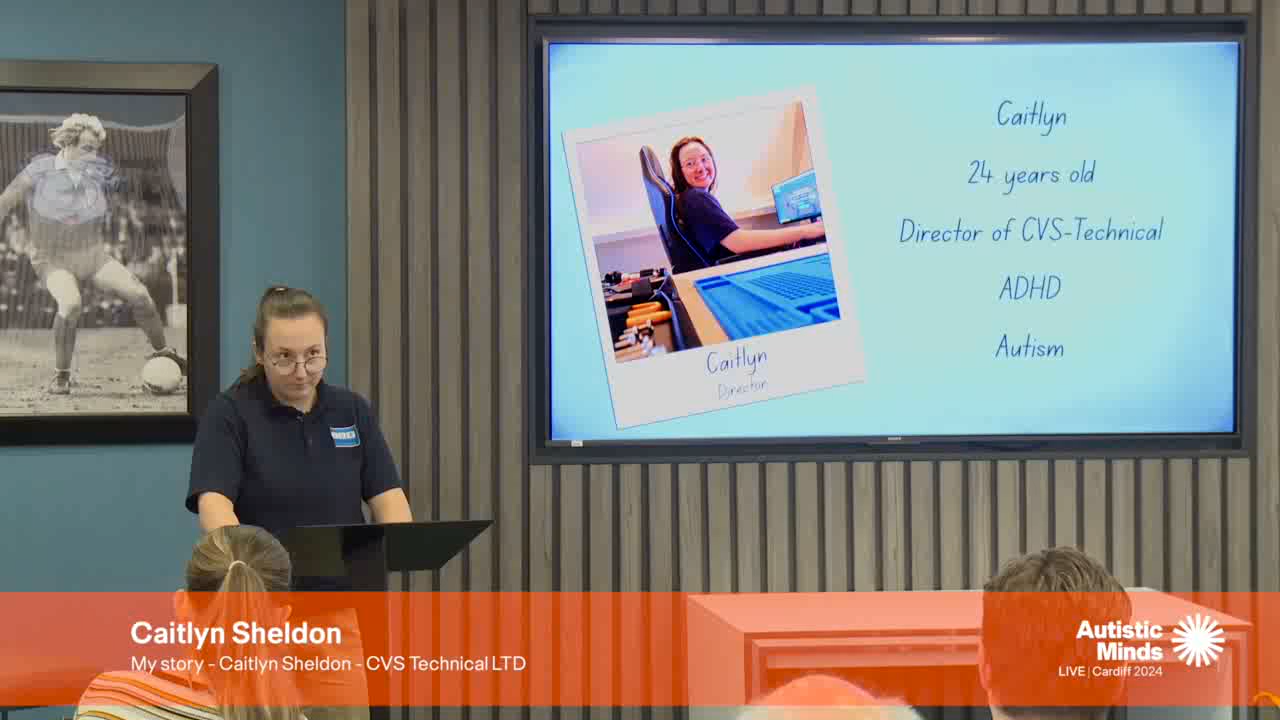 Caitlyn
24 years old
Director of CVS-Technical
ADHD
Autism
Caitlyn
Director
Caitlyn Sheldon
My story - Caitlyn Sheldon - CVS Technical LTD
Autistic
Minds
LIVE | Cardiff 2024